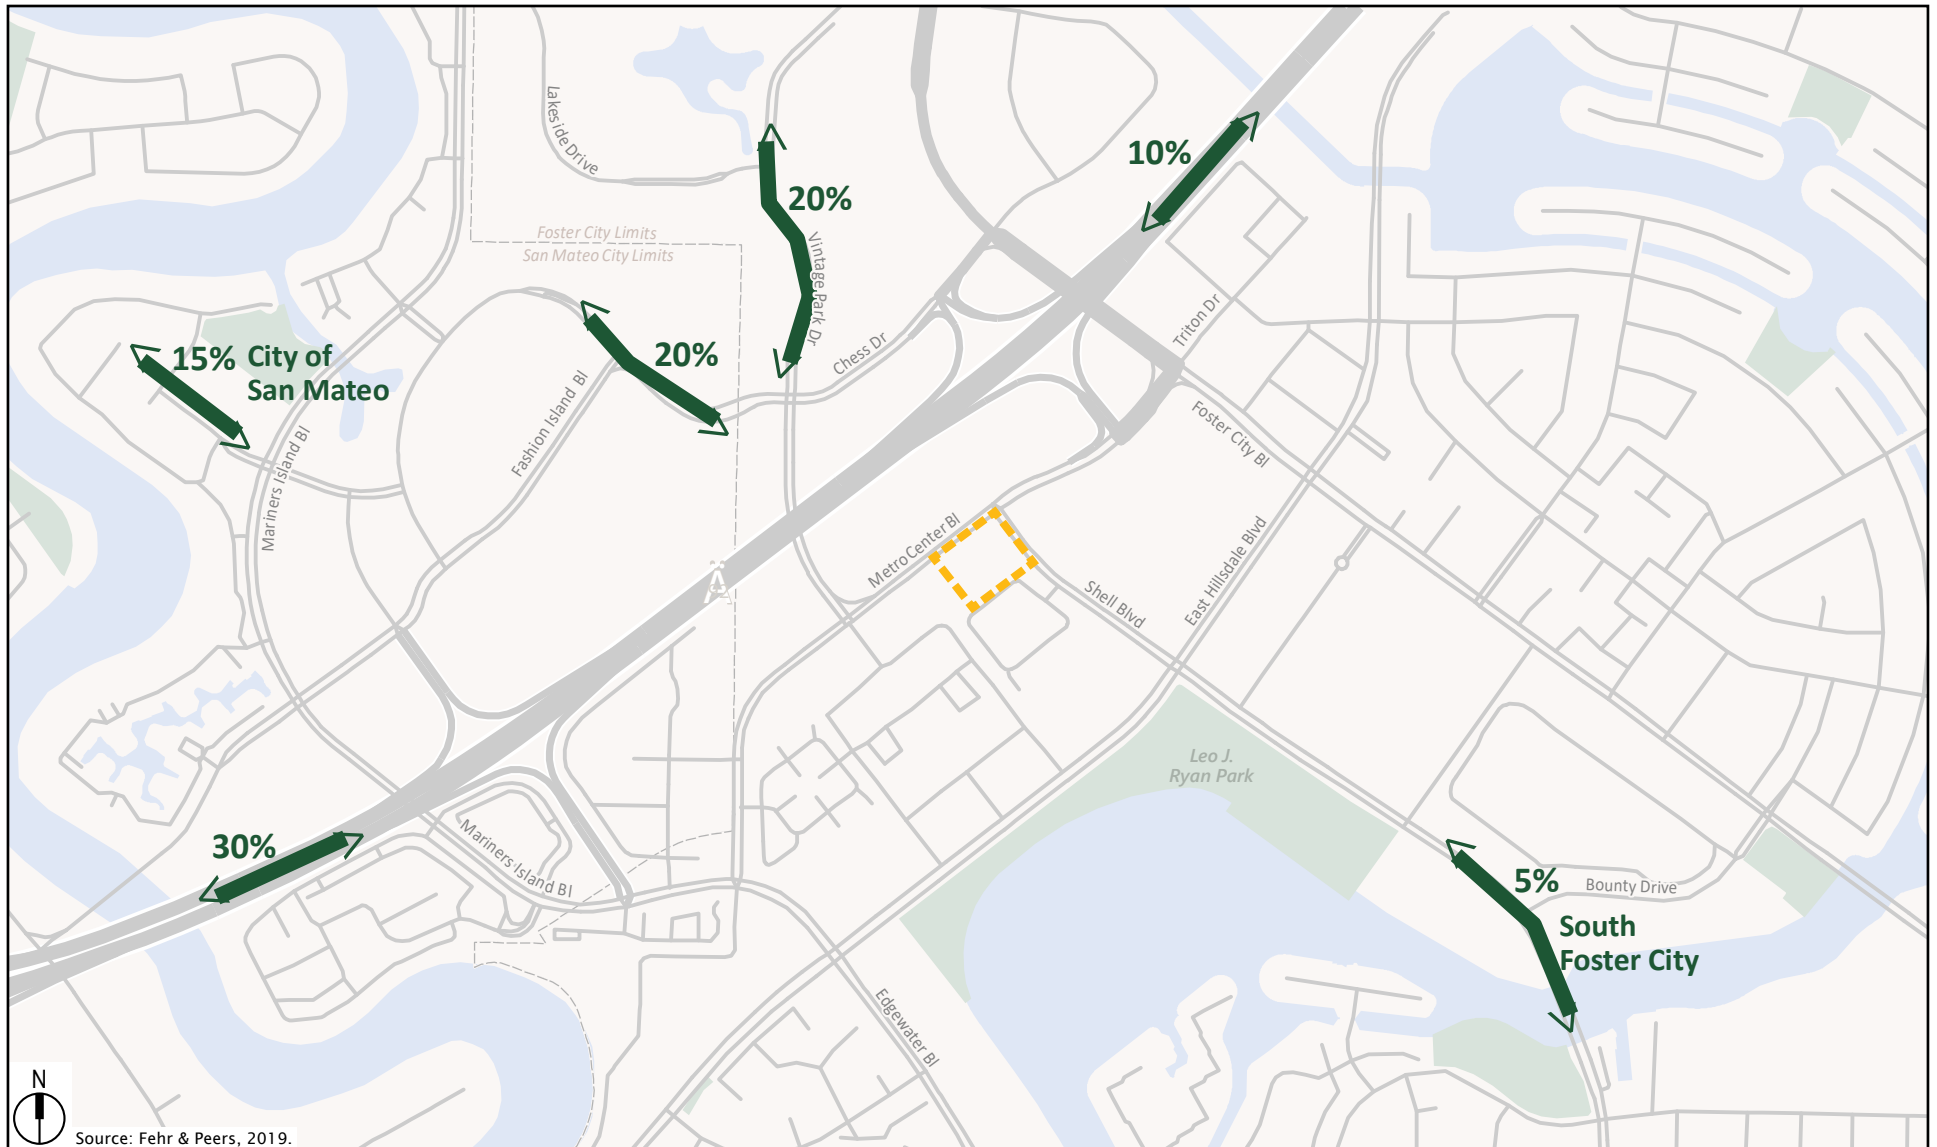 Lakeside Drive
10%
20%
Foster City Limits
San Mateo City Limits
Vintage Park Dr
Triton Dr
Chess Dr
20%
15%
City of
San Mateo
Fashion Island Bl
Foster City Bl
Mariners Island Bl
Metro Center Bl
East Hillsdale Blvd
Shell Blvd
Leo J.
Ryan Park
30%
Mariners Island Bl
5%
Bounty Drive
South
Foster City
Edgewater Bl
N
Source: Fehr & Peers, 2019.